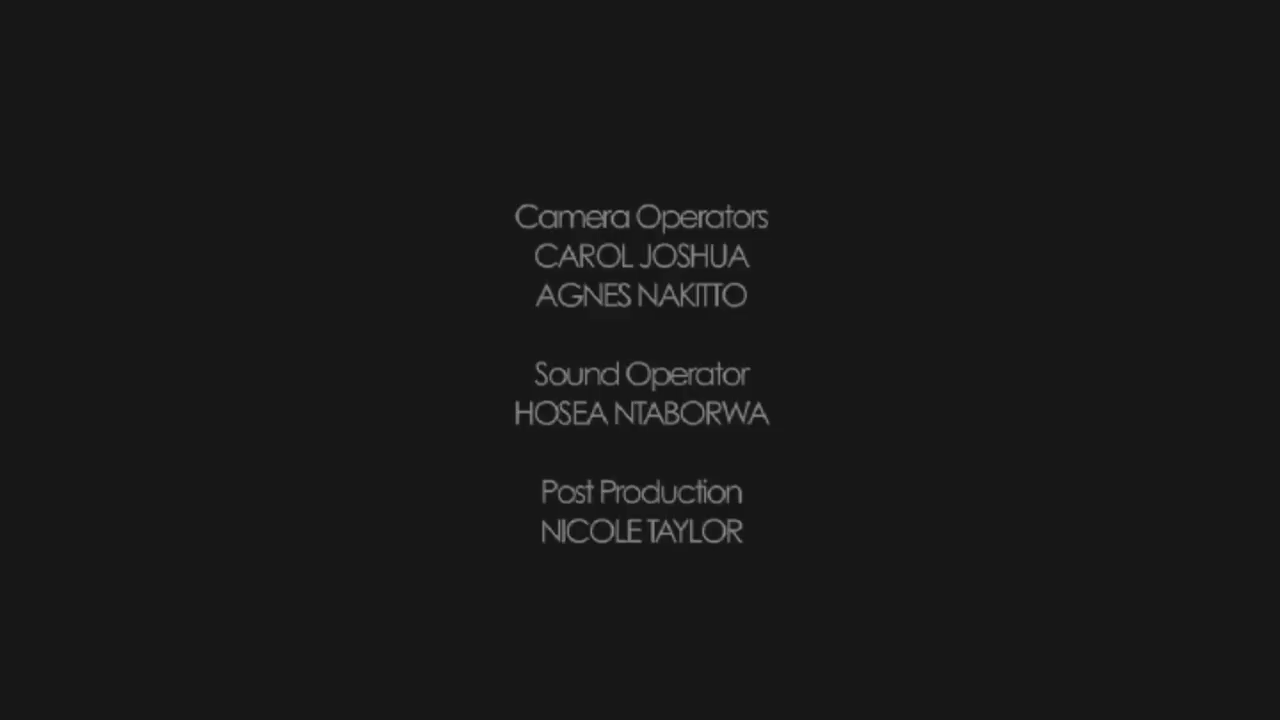 Camera Operators
CAROL JOSHUA
AGNES NAKITTO
Sound Operator
HOSEA NTABORWA
Post Production
NICOLE TAYLOR